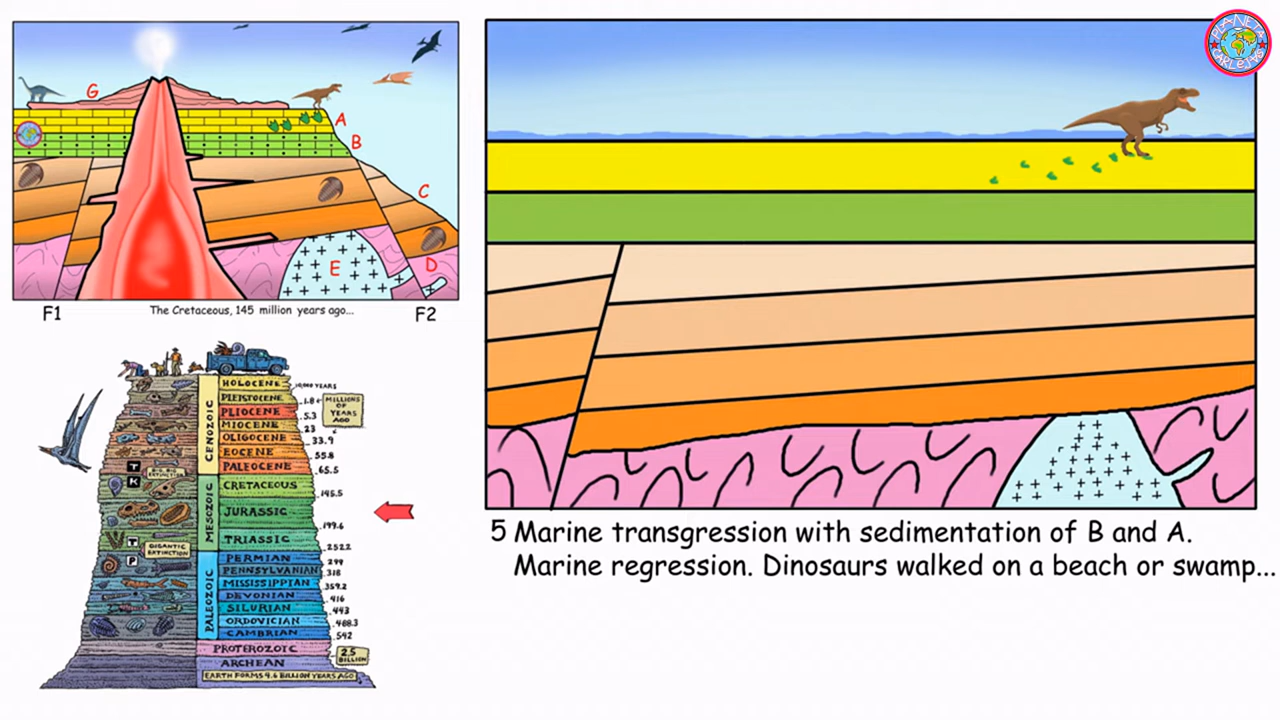 PLANETA
CARLEJAS
G
A
B
C
D
E
The Cretaceous, 145 million years ago...
F1
F2
5 Marine transgression with sedimentation of B and A.
Marine regression. Dinosaurs walked on a beach or swamp...
HOLOCENE 10,000 YEARS
PLEISTOCENE 1.8
MILLIONS OF YEARS AGO
PLIOCENE 5.3
MIOCENE 23
OLIGOCENE 33.9
EOCENE 55.8
PALEOCENE 65.5
CENOZOIC
T
K
CRETACEOUS 145.5
JURASSIC 199.6
TRIASSIC 252.2
MESOZOIC
T
P
GIGANTIC EXTINCTION
PERMIAN 299
PENNSYLVANIAN 318
MISSISSIPPIAN 359.2
DEVONIAN 416
SILURIAN 443
ORDOVICIAN 488.3
CAMBRIAN 542
PALEOZOIC
PROTEROZOIC
2.5 BILLION
ARCHEAN
EARTH FORMS 4.6 BILLION YEARS AGO